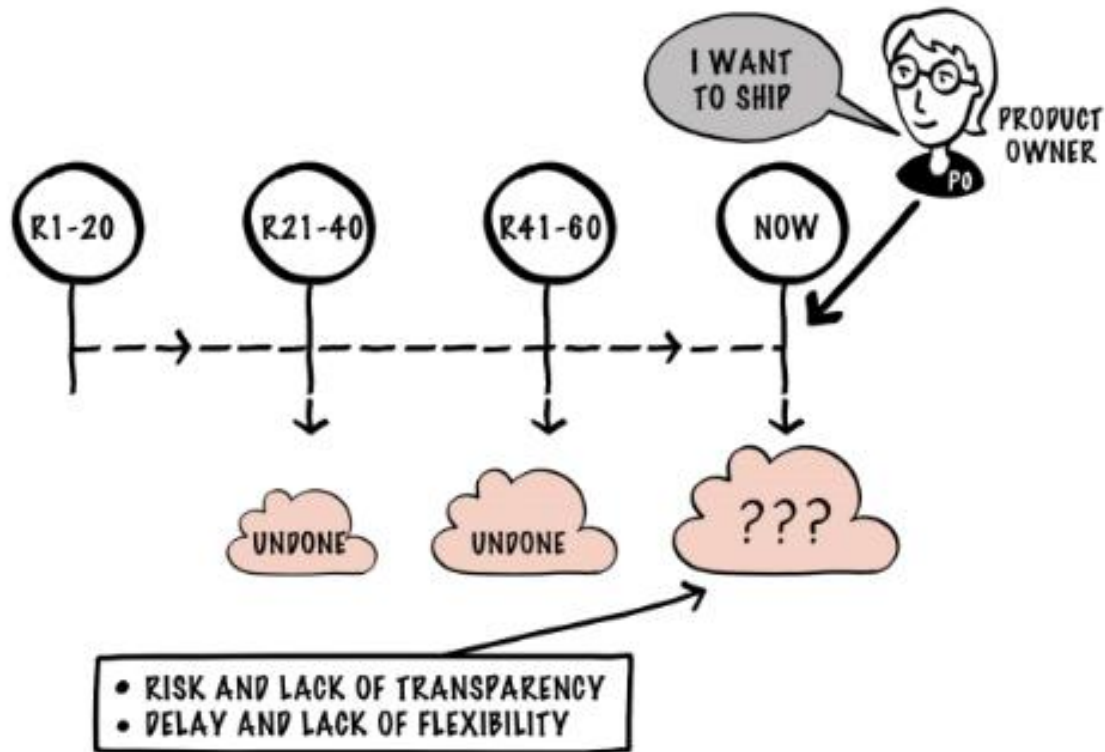 I WANT
TO SHIP
PRODUCT
OWNER
PO
R1-20
R21-40
R41-60
NOW
UNDONE
UNDONE
???
• RISK AND LACK OF TRANSPARENCY
• DELAY AND LACK OF FLEXIBILITY